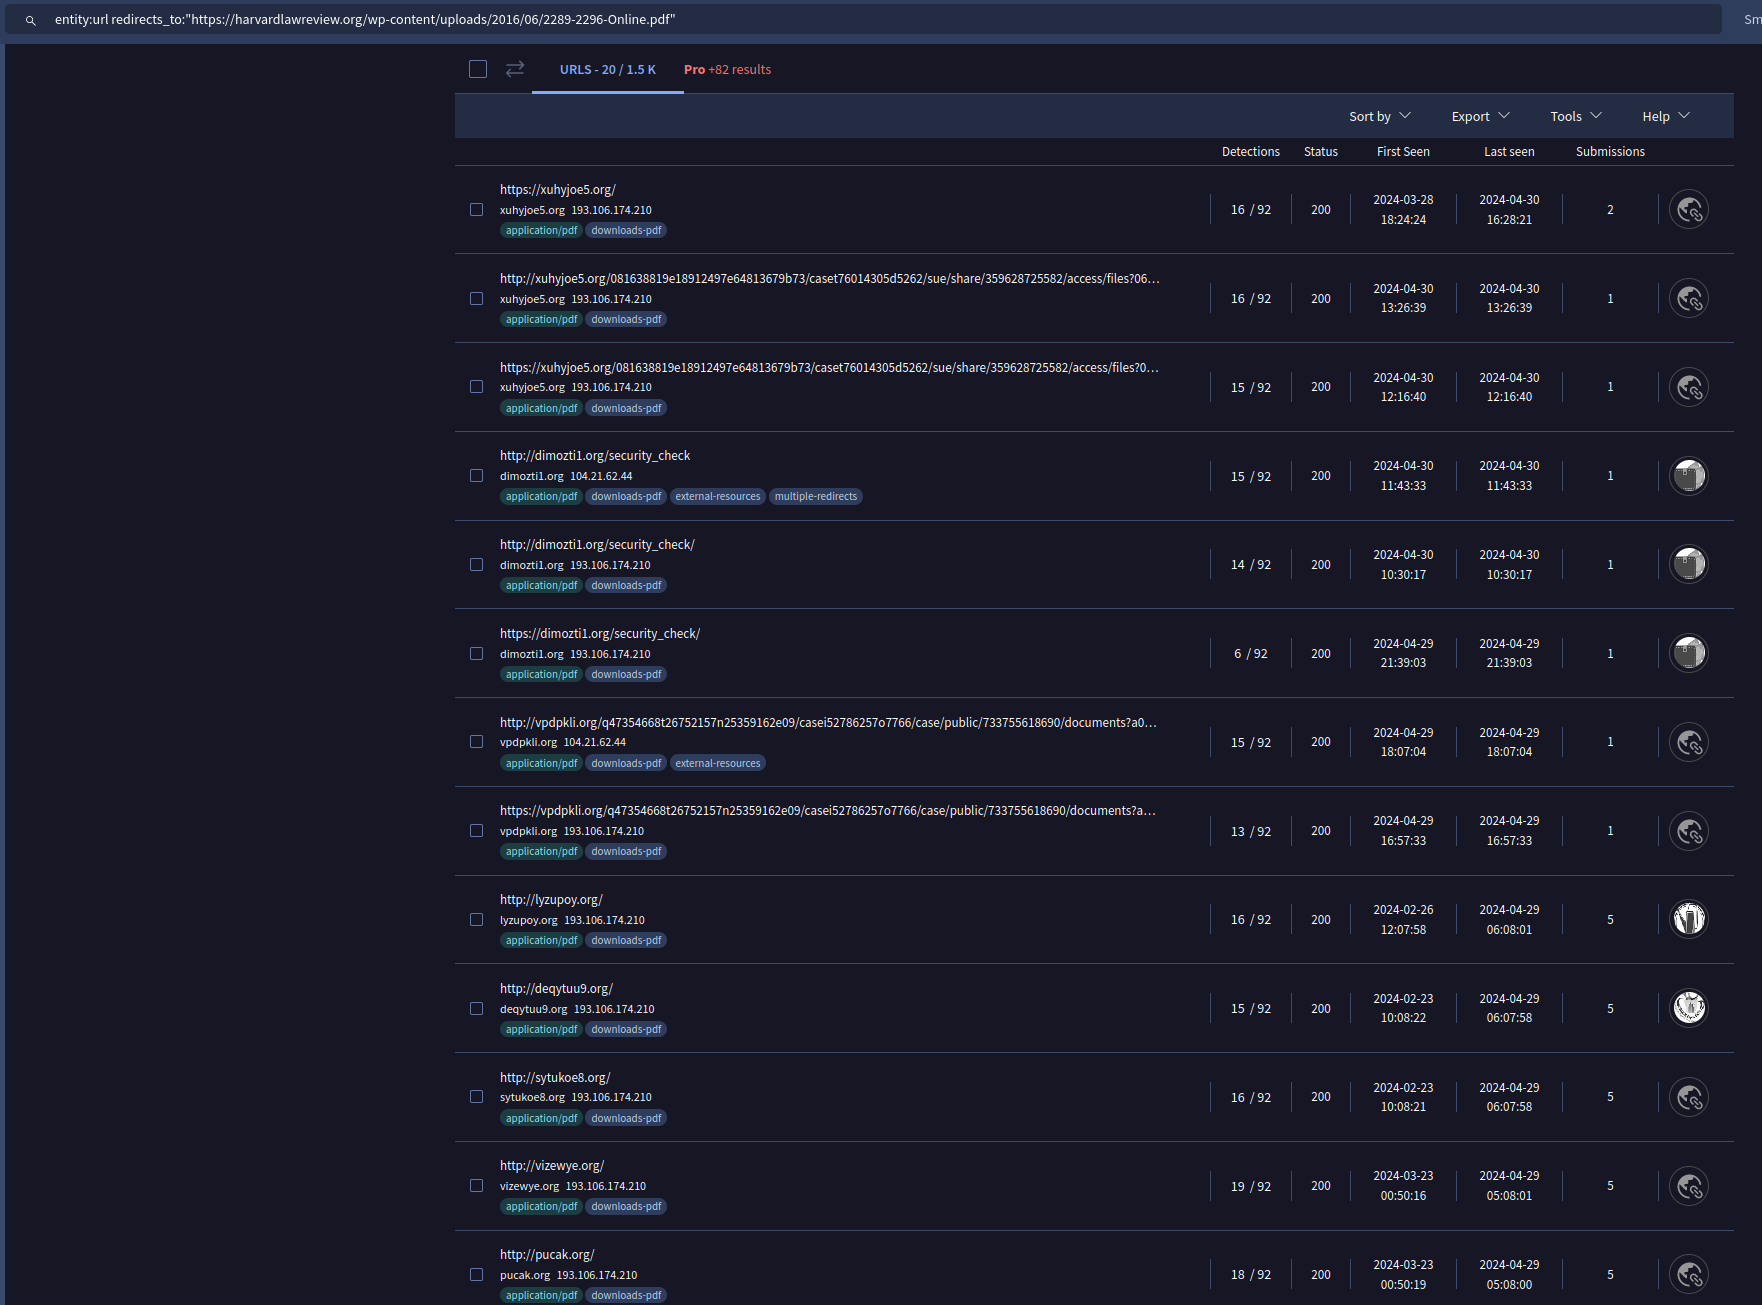 entity:url redirects_to:"https://harvardlawreview.org/wp-content/uploads/2016/06/2289-2296-Online.pdf"
Sm
URLS - 20 / 1.5 K
Pro +82 results
Sort by Export Tools Help
Detections Status First Seen Last seen Submissions
https://xuhyjoe5.org/
xuhyjoe5.org 193.106.174.210
application/pdf downloads-pdf
16 / 92 200 2024-03-28 18:24:24 2024-04-30 16:28:21 2
http://xuhyjoe5.org/081638819e18912497e64813679b73/caset76014305d5262/sue/share/359628725582/access/files?06…
xuhyjoe5.org 193.106.174.210
application/pdf downloads-pdf
16 / 92 200 2024-04-30 13:26:39 2024-04-30 13:26:39 1
https://xuhyjoe5.org/081638819e18912497e64813679b73/caset76014305d5262/sue/share/359628725582/access/files?0…
xuhyjoe5.org 193.106.174.210
application/pdf downloads-pdf
15 / 92 200 2024-04-30 12:16:40 2024-04-30 12:16:40 1
http://dimozti1.org/security_check
dimozti1.org 104.21.62.44
application/pdf downloads-pdf external-resources multiple-redirects
15 / 92 200 2024-04-30 11:43:33 2024-04-30 11:43:33 1
http://dimozti1.org/security_check/
dimozti1.org 193.106.174.210
application/pdf downloads-pdf
14 / 92 200 2024-04-30 10:30:17 2024-04-30 10:30:17 1
https://dimozti1.org/security_check/
dimozti1.org 193.106.174.210
application/pdf downloads-pdf
6 / 92 200 2024-04-29 21:39:03 2024-04-29 21:39:03 1
http://vpdpkli.org/q47354668t26752157n25359162e09/casei52786257o7766/case/public/733755618690/documents?a0…
vpdpkli.org 104.21.62.44
application/pdf downloads-pdf external-resources
15 / 92 200 2024-04-29 18:07:04 2024-04-29 18:07:04 1
https://vpdpkli.org/q47354668t26752157n25359162e09/casei52786257o7766/case/public/733755618690/documents?a…
vpdpkli.org 193.106.174.210
application/pdf downloads-pdf
13 / 92 200 2024-04-29 16:57:33 2024-04-29 16:57:33 1
http://lyzupoy.org/
lyzupoy.org 193.106.174.210
application/pdf downloads-pdf
16 / 92 200 2024-02-26 12:07:58 2024-04-29 06:08:01 5
http://deqytuu9.org/
deqytuu9.org 193.106.174.210
application/pdf downloads-pdf
15 / 92 200 2024-02-23 10:08:22 2024-04-29 06:07:58 5
http://sytukoe8.org/
sytukoe8.org 193.106.174.210
application/pdf downloads-pdf
16 / 92 200 2024-02-23 10:08:21 2024-04-29 06:07:58 5
http://vizewye.org/
vizewye.org 193.106.174.210
application/pdf downloads-pdf
19 / 92 200 2024-03-23 00:50:16 2024-04-29 05:08:01 5
http://pucak.org/
pucak.org 193.106.174.210
application/pdf downloads-pdf
18 / 92 200 2024-03-23 00:50:19 2024-04-29 05:08:00 5